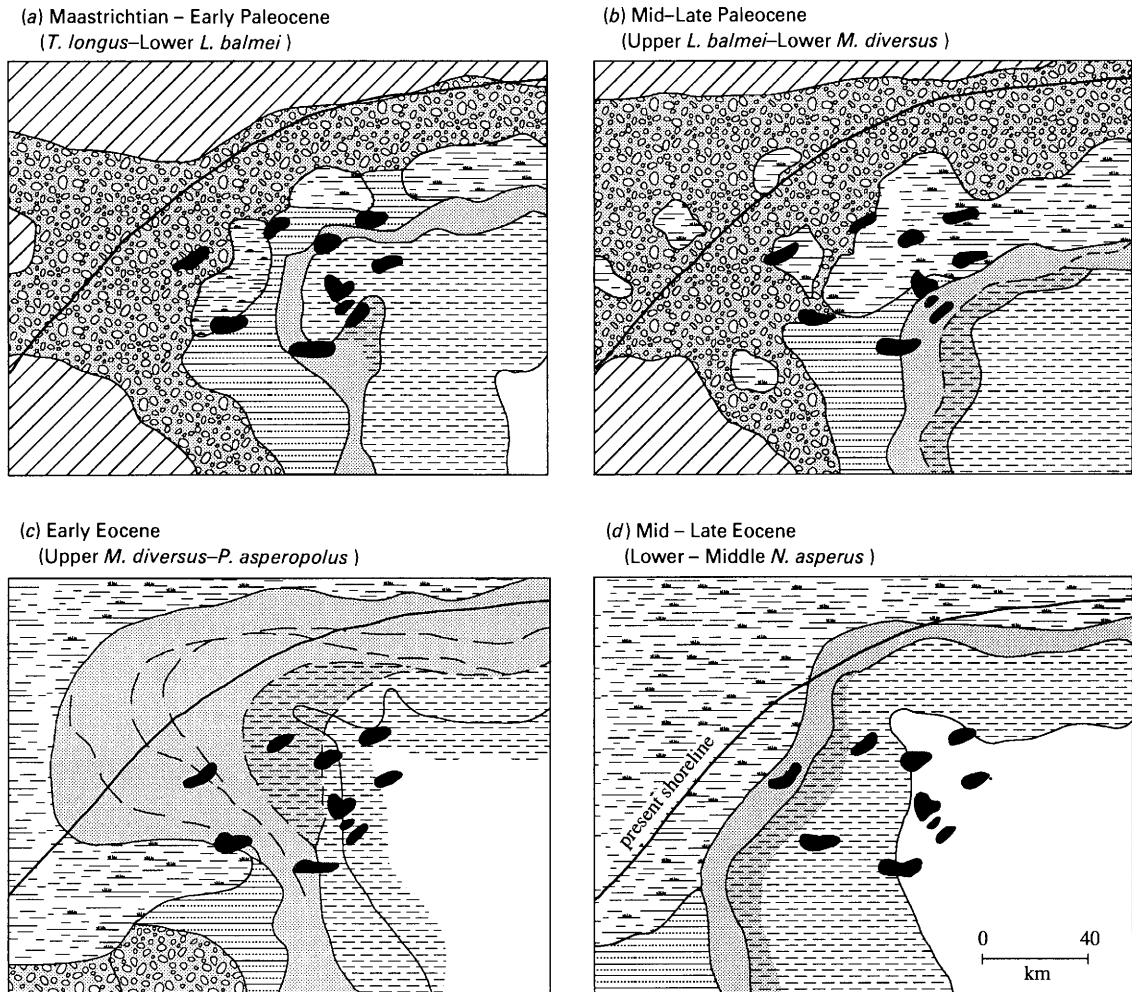 (a) Maastrichtian – Early Paleocene
(T. longus–Lower L. balmei )
(b) Mid–Late Paleocene
(Upper L. balmei–Lower M. diversus )
(c) Early Eocene
(Upper M. diversus–P. asperopolus )
(d) Mid – Late Eocene
(Lower – Middle N. asperus )
present shoreline
0 40
km